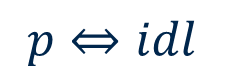 p ⇔ idl